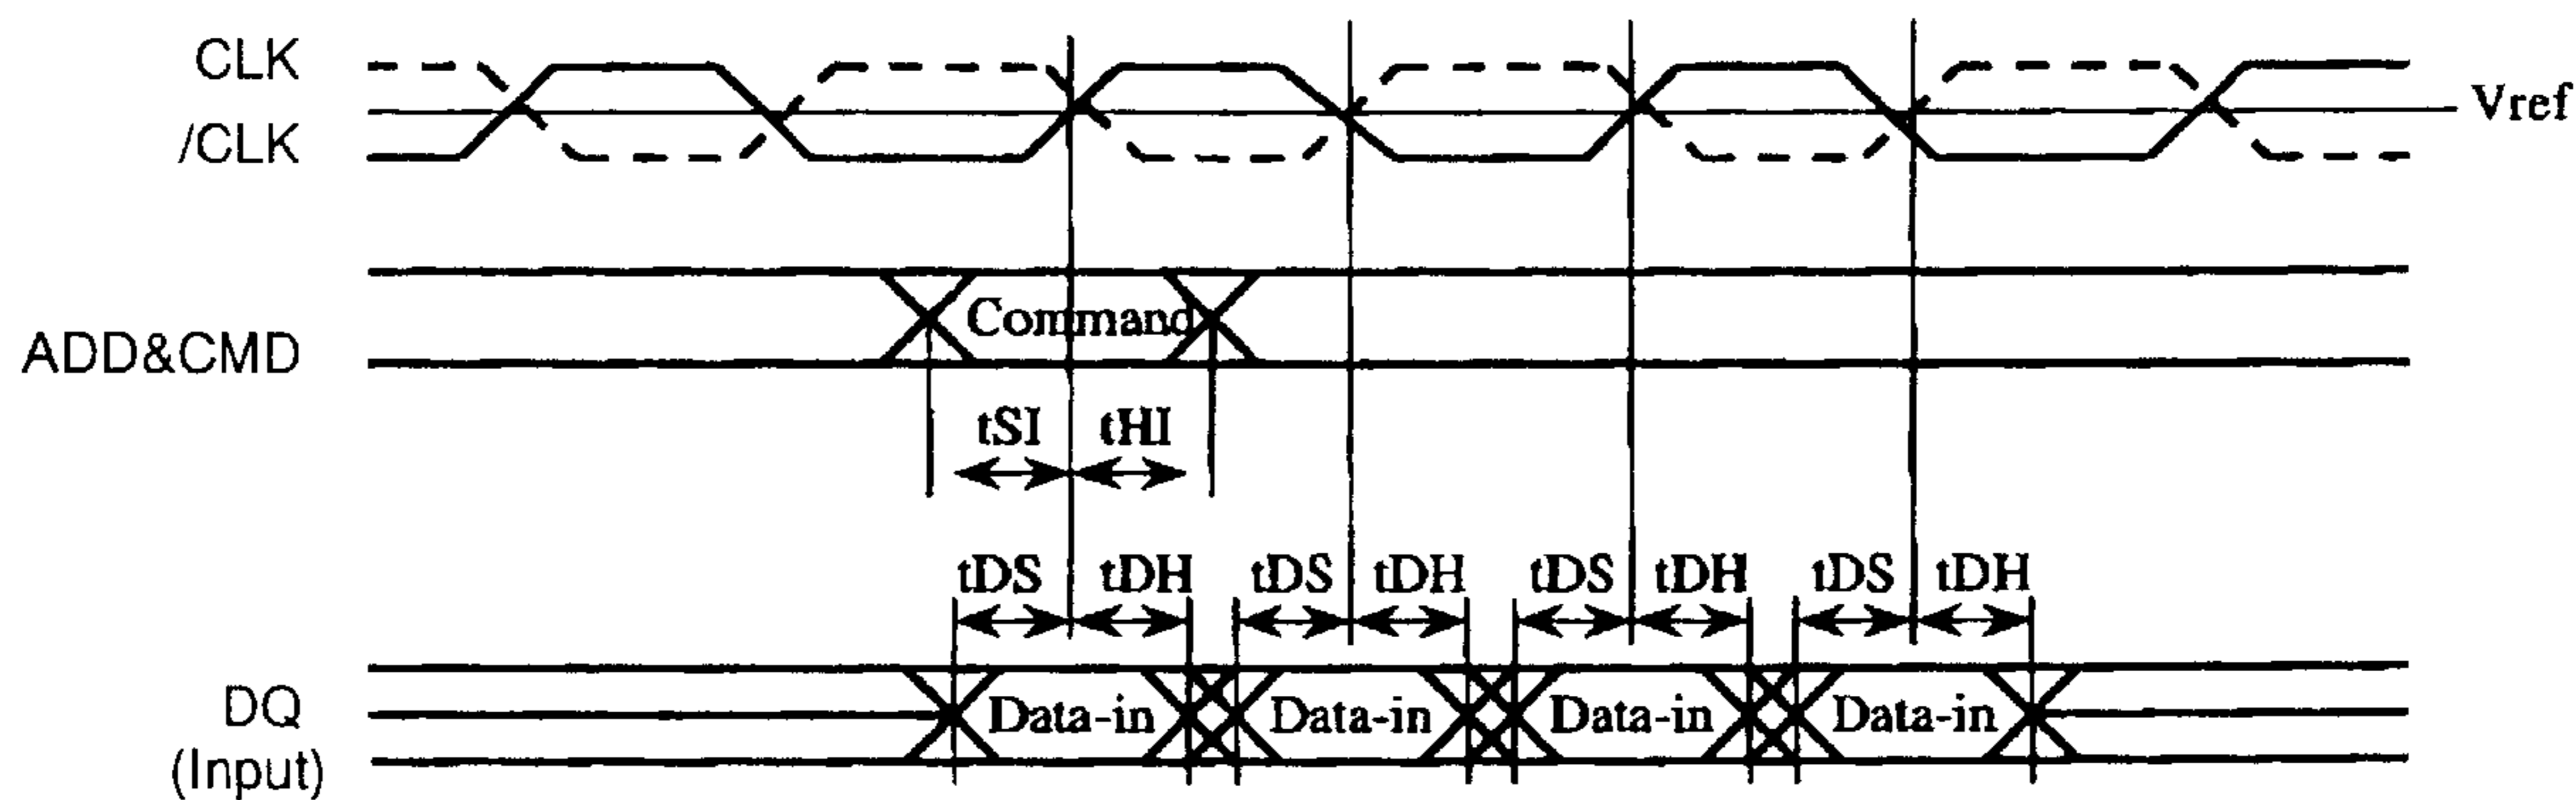 CLK
Vref
/CLK
ADD&CMD
Command
tSI tHI
tDS tDH tDS tDH tDS tDH tDS tDH
DQ
(Input)
Data-in Data-in Data-in Data-in